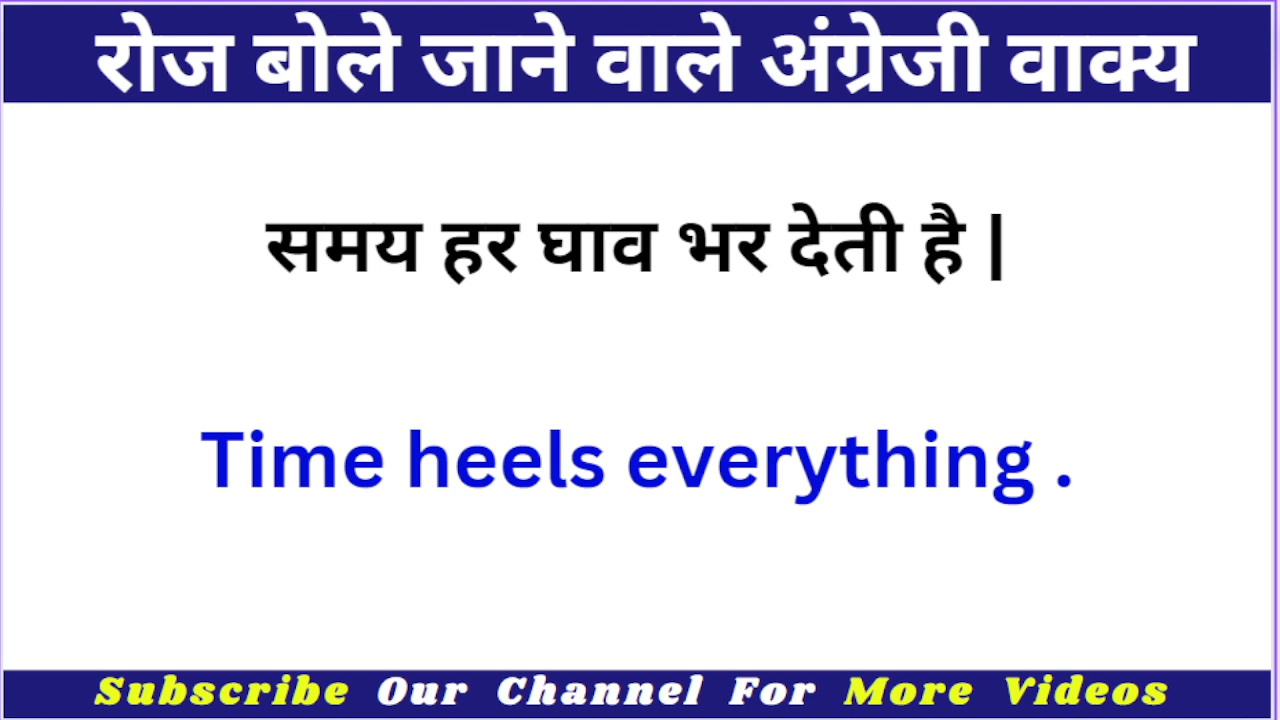 रोज बोले जाने वाले अंग्रेजी वाक्य
समय हर घाव भर देती है |
Time heels everything .
Subscribe Our Channel For More Videos